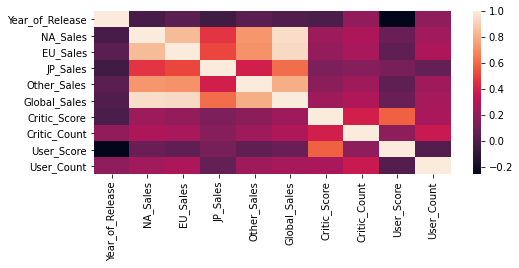 Year_of_Release
NA_Sales
EU_Sales
JP_Sales
Other_Sales
Global_Sales
Critic_Score
Critic_Count
User_Score
User_Count
Year_of_Release
NA_Sales
EU_Sales
JP_Sales
Other_Sales
Global_Sales
Critic_Score
Critic_Count
User_Score
User_Count
1.0
0.8
0.6
0.4
0.2
0.0
−0.2